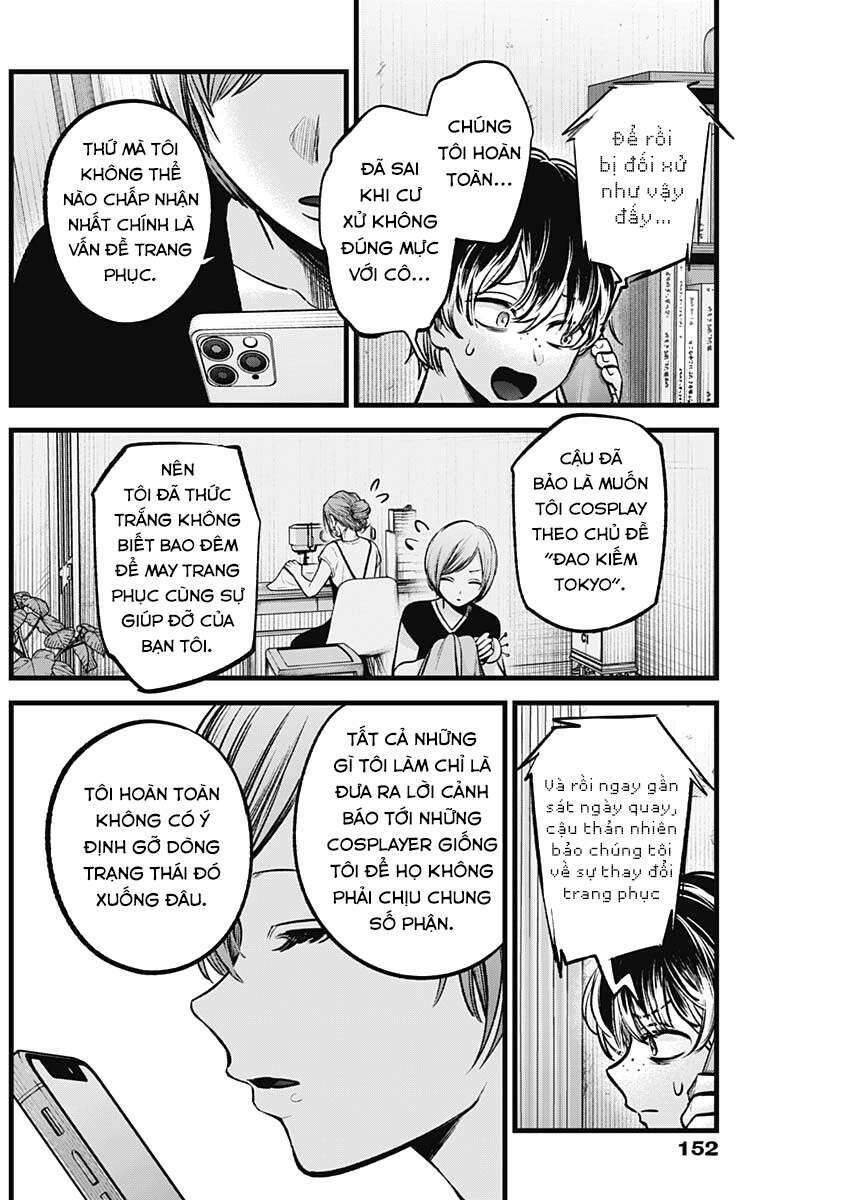 Để rồi
bị đối xử
như vậy
đấy...
CHÚNG
TÔI HOÀN
TOÀN...
ĐÃ SAI
KHI CƯ
XỬ KHÔNG
ĐÚNG MỰC
VỚI CÔ...
THỨ MÀ TÔI
KHÔNG THỂ
NÀO CHẤP NHẬN
NHẤT CHÍNH LÀ
VẤN ĐỀ TRANG
PHỤC.
CẬU ĐÃ
BẢO LÀ MUỐN
TÔI COSPLAY
THEO CHỦ ĐỀ
"ĐAO KIẾM
TOKYO".
NÊN
TÔI ĐÃ THỨC
TRẮNG KHÔNG
BIẾT BAO ĐÊM
ĐỂ MAY TRANG
PHỤC CÙNG SỰ
GIÚP ĐỠ CỦA
BẠN TÔI.
Và rồi ngay gần
sát ngày quay,
cậu thản nhiên
bảo chúng tôi
về sự thay đổi
trang phục
TẤT CẢ NHỮNG
GÌ TÔI LÀM CHỈ LÀ
ĐƯA RA LỜI CẢNH
BÁO TỚI NHỮNG
COSPLAYER GIỐNG
TÔI ĐỂ HỌ KHÔNG
PHẢI CHỊU CHUNG
SỐ PHẬN.
TÔI HOÀN TOÀN
KHÔNG CÓ Ý
ĐỊNH GỠ DÒNG
TRẠNG THÁI ĐÓ
XUỐNG ĐÂU.
152